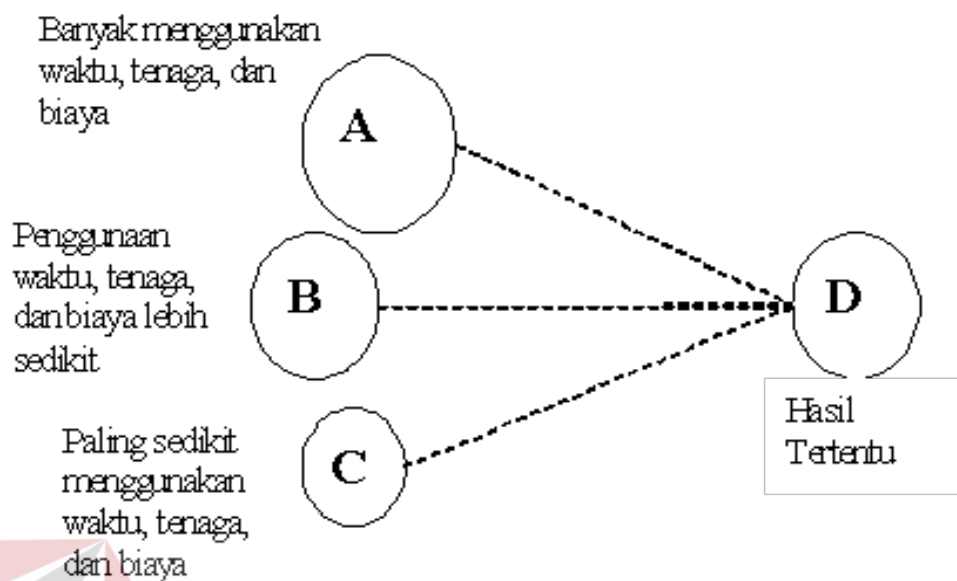 Banyak menggunakan
waktu, tenaga, dan
biaya
A
Penggunaan
waktu, tenaga,
dan biaya lebih
sedikit
B
D
Hasil
Tertentu
Paling sedikit
menggunakan
waktu, tenaga,
dan biaya
C